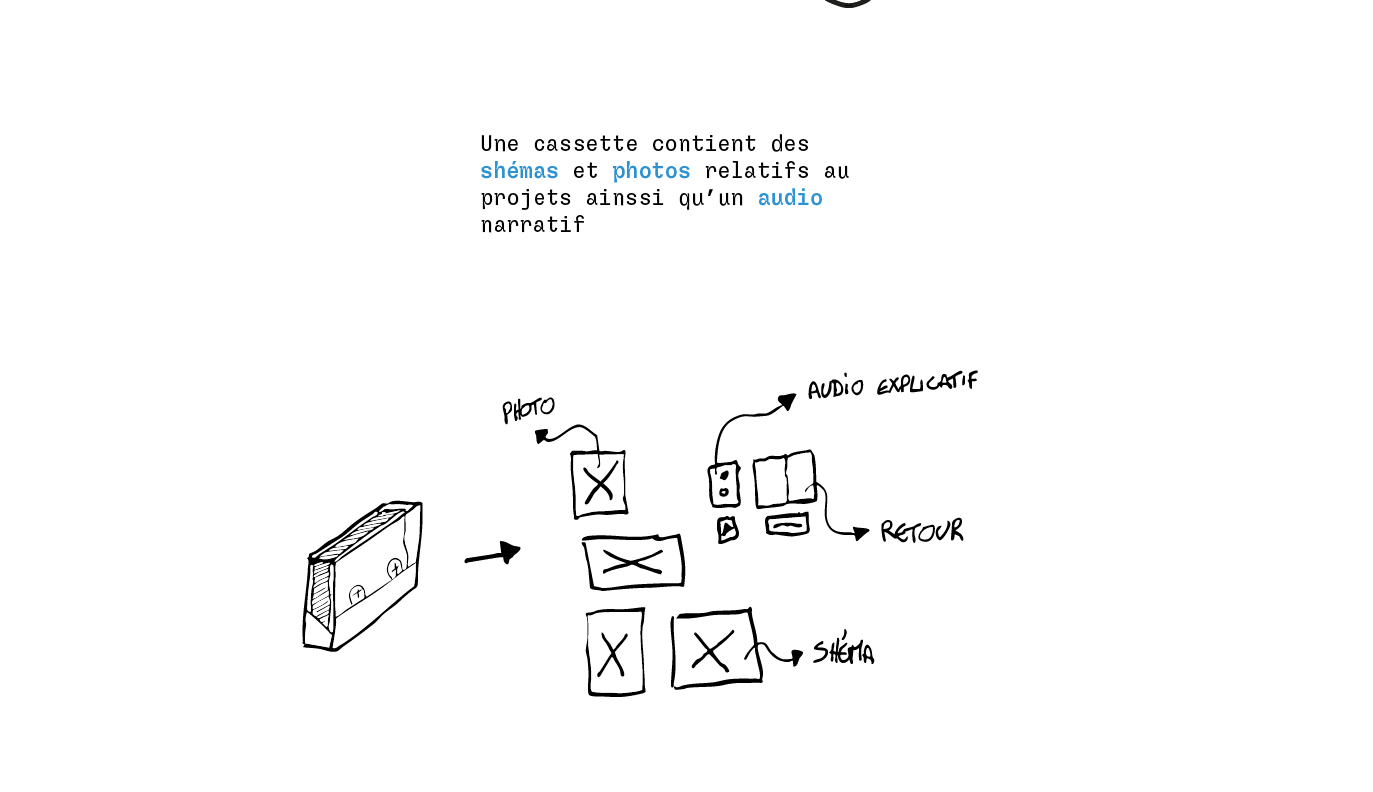 Une cassette contient des
shémas et photos relatifs au
projets ainssi qu’un audio
narratif
AUDIO EXPLICATIF
PHOTO
RETOUR
SHÉMA